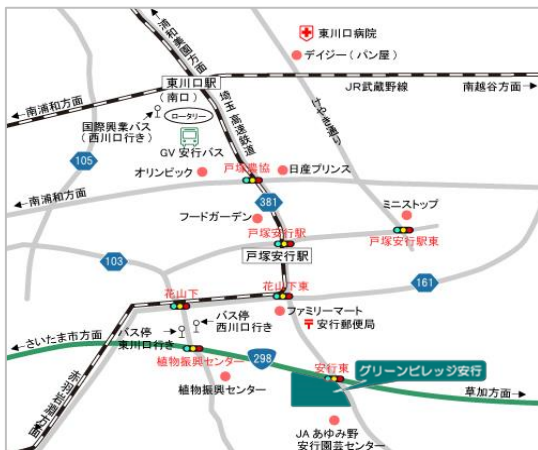 浦和美園方面
東川口病院
デイジー(パン屋)
東川口駅
(南口)
JR武蔵野線
南越谷方面→
←南浦和方面
ロータリー
埼玉高速鉄道
けやき通り
国際興業バス
(西川口行き)
GV 安行バス
105
オリンピック
戸塚農協
日産プリンス
←南浦和方面
381
ミニストップ
フードガーデン
戸塚安行駅
戸塚安行駅東
戸塚安行駅
103
花山下
花山下東
161
バス停
西川口行き
ファミリーマート
〒安行郵便局
バス停
東川口行き
←さいたま市方面
298
植物振興センター
安行東
グリーンビレッジ安行
植物振興センター
草加方面→
赤羽岩淵方面
JAあゆみ野
安行園芸センター